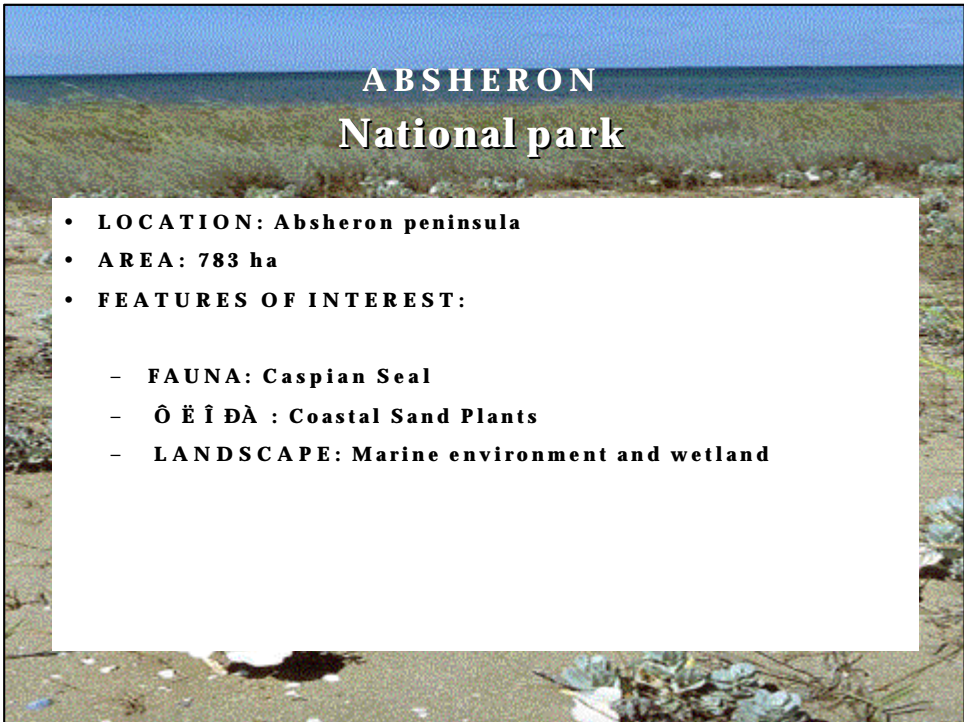 ABSHERON
National park
• LOCATION: Absheron peninsula
• AREA: 783 ha
• FEATURES OF INTEREST:
– FAUNA: Caspian Seal
– ÔËÎÐÀ : Coastal Sand Plants
– LANDSCAPE: Marine environment and wetland